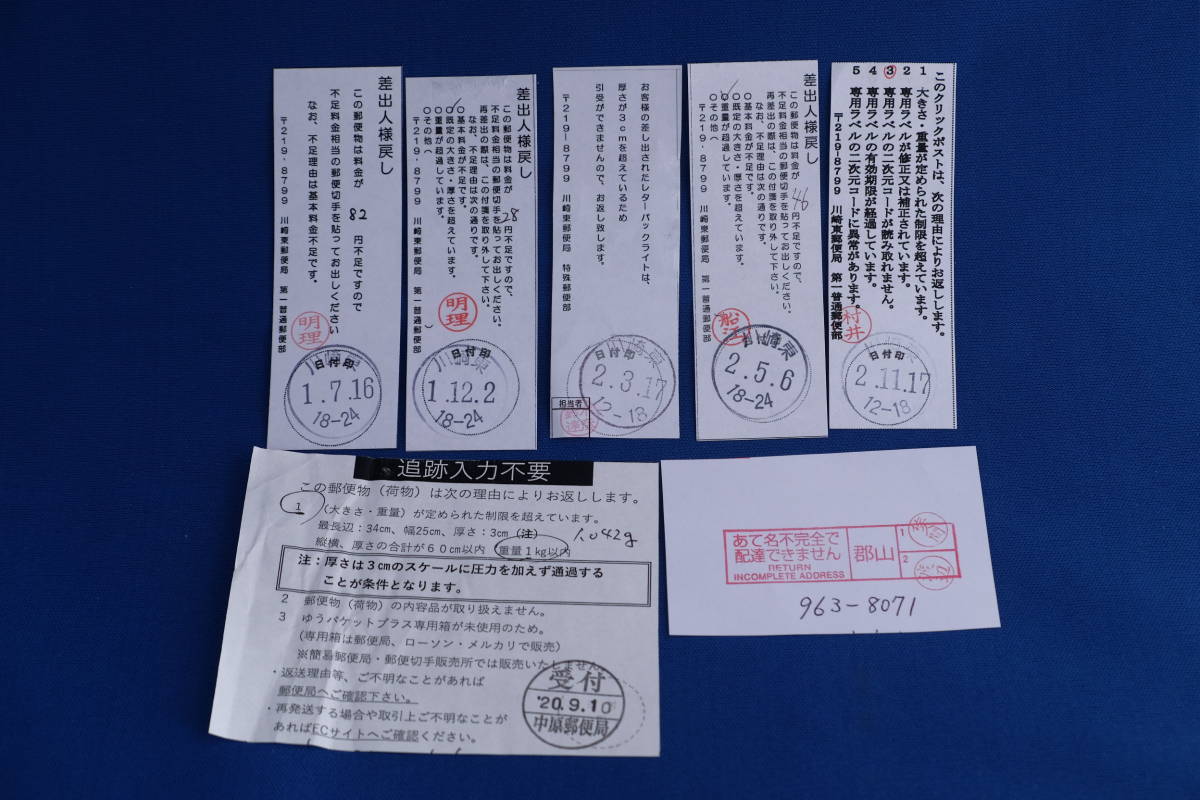 差出人様戻し
この郵便物は料金が 82 円不足ですので
不足料金相当の郵便切手を貼ってお出しください
なお、不足理由は基本料金不足です。
〒219-8799 川崎東郵便局 第一普通郵便部
明理
川崎東
日付印
1.7.16
18-24
差出人様戻し
この郵便物は料金が 28 円不足ですので、
不足料金相当の郵便切手を貼ってお出しください。
再差出の際は、この付箋を取り外して下さい。
なお、不足理由は次の通りです。
○基本料金が不足です。
○既定の大きさ・厚さを超えています。
○重量が超過しています。
○その他( )
〒219-8799 川崎東郵便局 第一普通郵便部
明理
川崎東
日付印
1.12.2
18-24
お客様の差し出されたレターパックライトは、
厚さが3cmを超えているため
引受ができませんので、お返し致します。
〒219-8799 川崎東郵便局 特殊郵便部
担当者
川崎東
日付印
2.3.17
12-18
差出人様戻し
この郵便物は料金が 46 円不足ですので、
不足料金相当の郵便切手を貼ってお出しください。
再差出の際は、この付箋を取り外して下さい。
なお、不足理由は次の通りです。
○基本料金が不足です。
○既定の大きさ・厚さを超えています。
○重量が超過しています。
○その他(
〒219-8799 川崎東郵便局 第一普通郵便部
船江
川崎東
日付印
2.5.6
18-24
このクリックポストは、次の理由によりお返しします。
1 大きさ・重量が定められた制限を超えています。
2 専用ラベルが修正又は補正されています。
3 専用ラベルの二次元コードが読み取れません。
4 専用ラベルの有効期限が経過しています。
5 専用ラベルの二次元コードに異常があります。
〒219-8799 川崎東郵便局 第一普通郵便部
村井
川崎東
日付印
2.11.17
12-18
追跡入力不要
この郵便物(荷物)は次の理由によりお返しします。
1 (大きさ・重量)が定められた制限を超えています。
最長辺:34cm、幅25cm、厚さ:3cm(注)
1,042g
縦横、厚さの合計が60cm以内 重量1kg以内
注:厚さは3cmのスケールに圧力を加えず通過する
ことが条件となります。
2 郵便物(荷物)の内容品が取り扱えません。
3 ゆうパケットプラス専用箱が未使用のため。
(専用箱は郵便局、ローソン・メルカリで販売)
※簡易郵便局・郵便切手販売所では販売いたしません。
・返送理由等、ご不明なことがあれば
郵便局へご確認下さい。
・再発送する場合や取引上ご不明なことが
あればECサイトへご確認ください。
受付
'20.9.10
中原郵便局
あて名不完全で
配達できません
RETURN
INCOMPLETE ADDRESS
郡山
1
2
963-8071